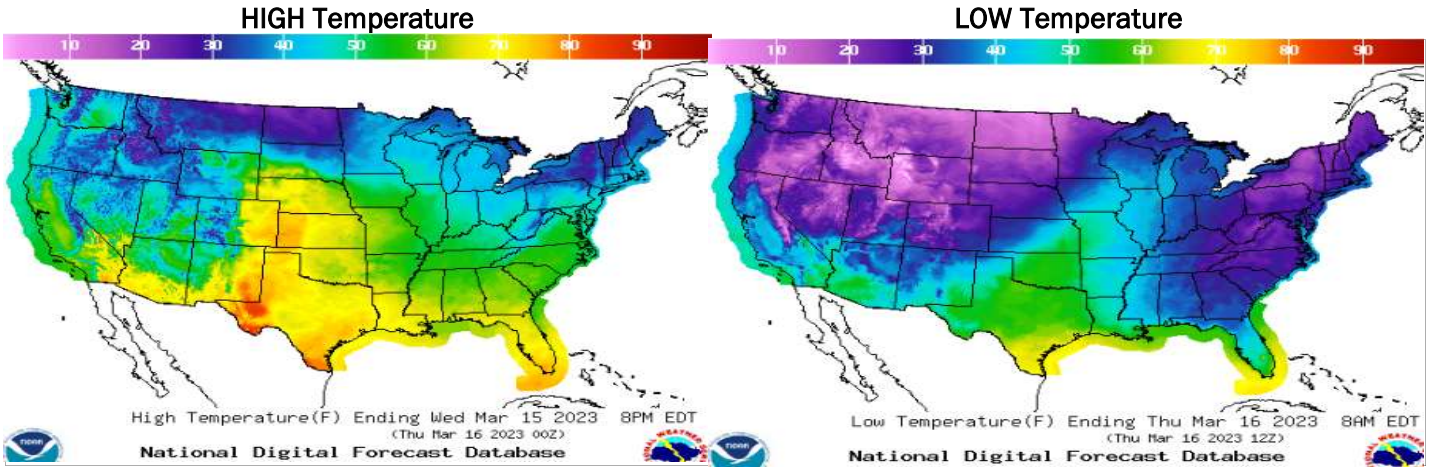 HIGH Temperature
10 20 30 40 50 60 70 80 90
High Temperature(F) Ending Wed Mar 15 2023 8PM EDT
(Thu Mar 16 2023 00Z)
National Digital Forecast Database
LOW Temperature
10 20 30 40 50 60 70 80 90
Low Temperature(F) Ending Thu Mar 16 2023 8AM EDT
(Thu Mar 16 2023 12Z)
National Digital Forecast Database